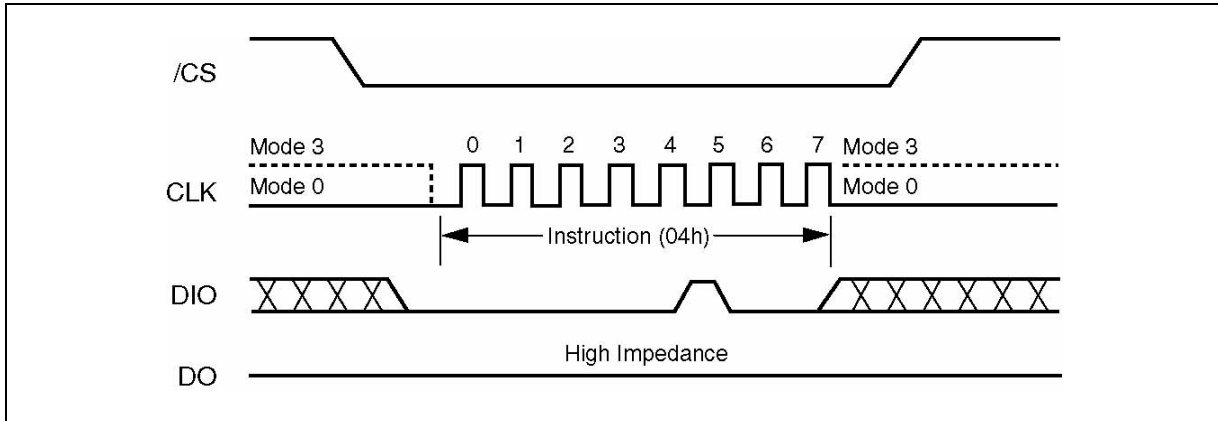 /CS
Mode 3
0 1 2 3 4 5 6 7
Mode 3
CLK
Mode 0
Mode 0
Instruction (04h)
DIO
High Impedance
DO